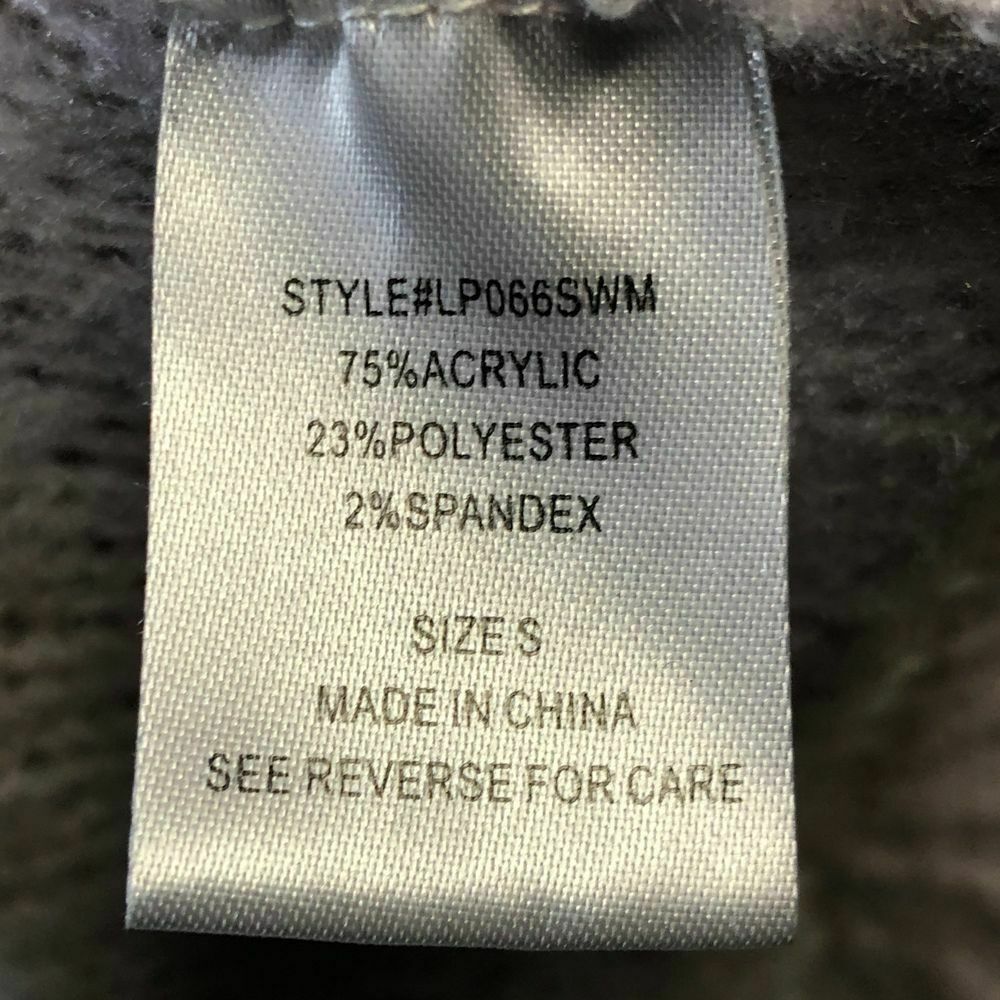 STYLE#LP066SWM
75%ACRYLIC
23%POLYESTER
2%SPANDEX
SIZE S
MADE IN CHINA
SEE REVERSE FOR CARE